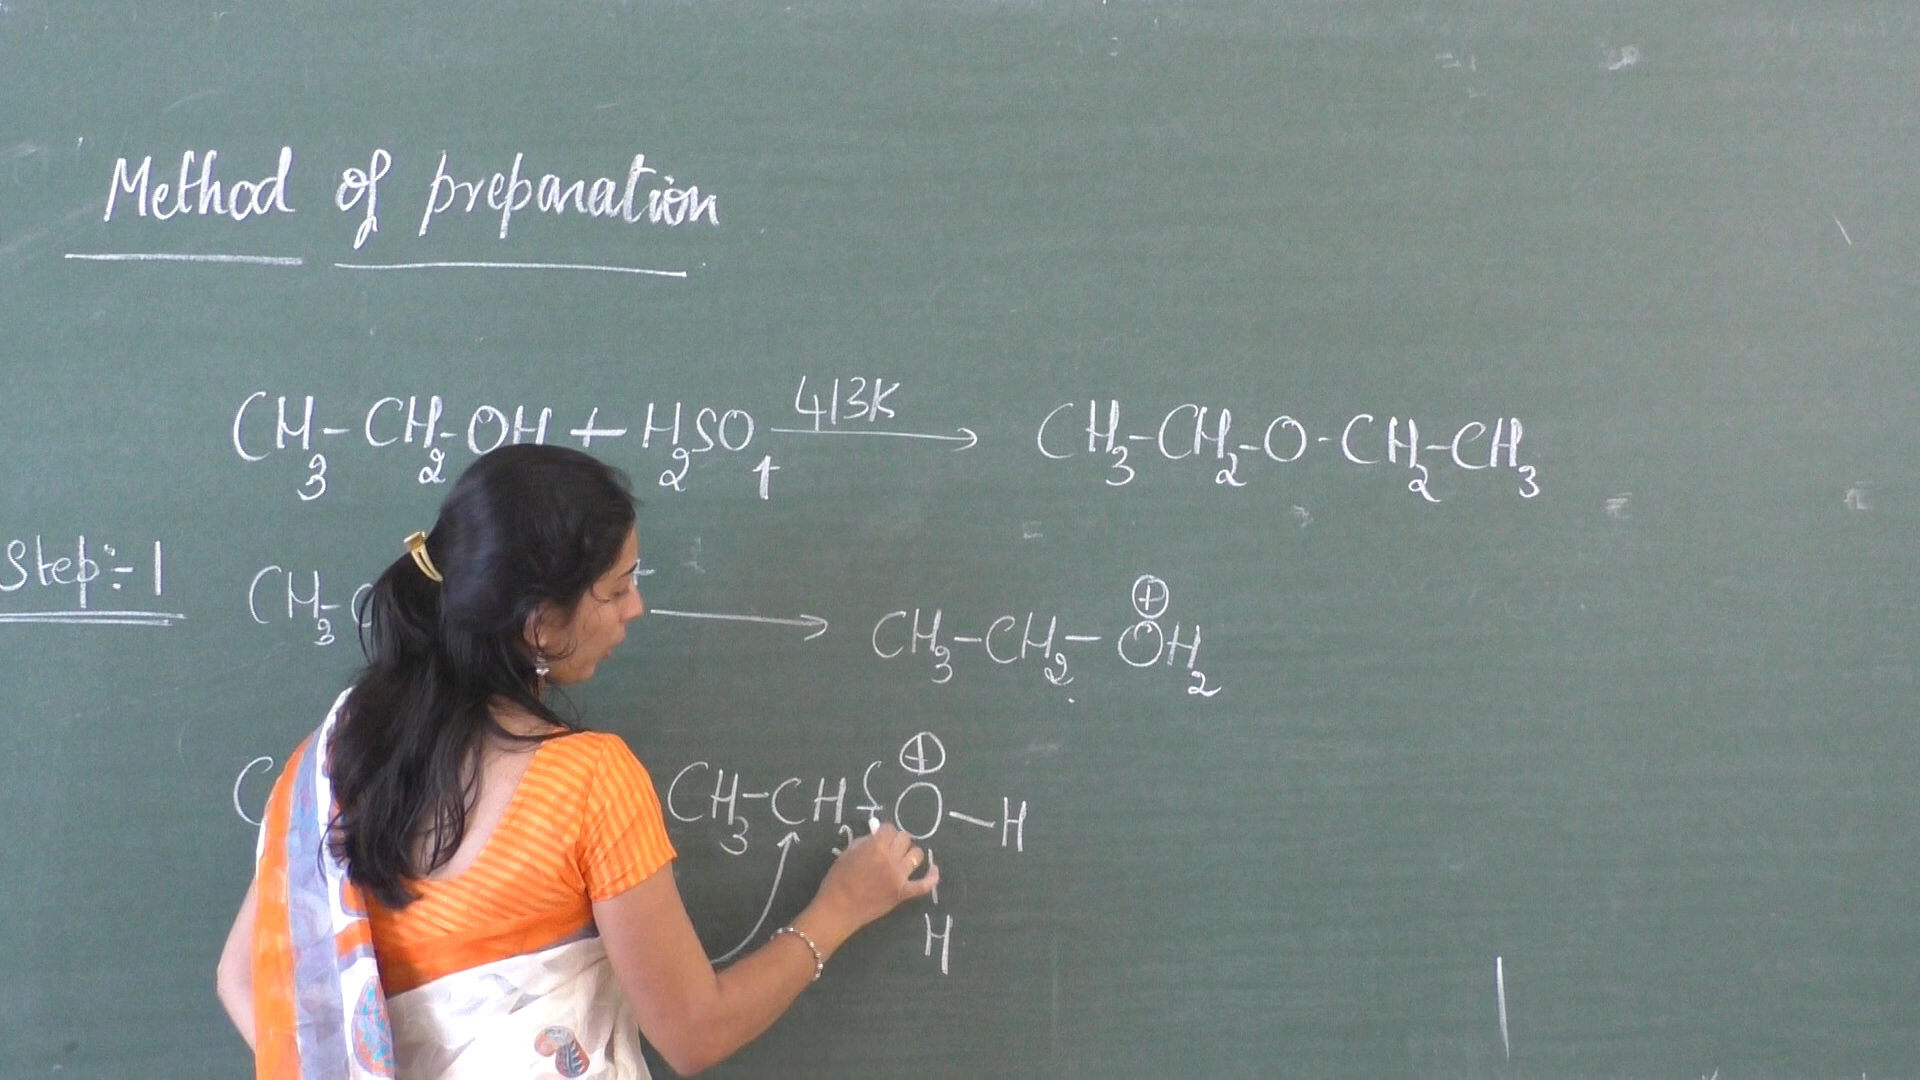 Method of preparation
CH₃-CH₂-OH + H₂SO₄ 413K → CH₃-CH₂-O-CH₂-CH₃
Step:-1 CH₃- → CH₃-CH₂-⊕OH₂
CH₃-CH₂ ⊕O-H
H